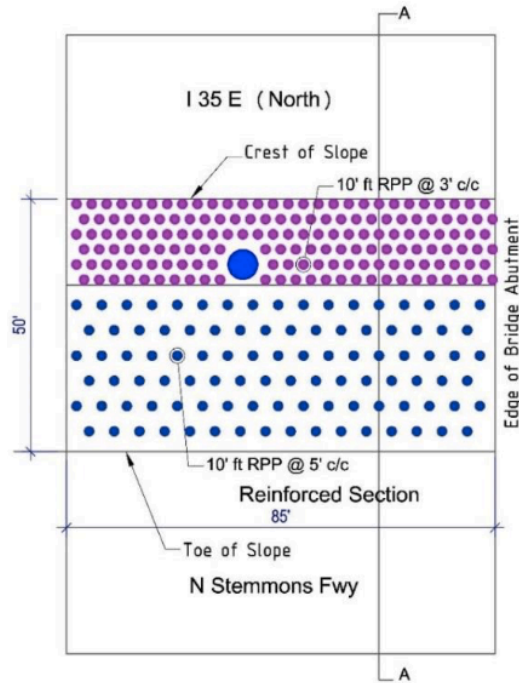 A
I 35 E ( North )
Crest of Slope
10' ft RPP @ 3' c/c
50'
Edge of Bridge Abutment
10' ft RPP @ 5' c/c
Reinforced Section
85'
Toe of Slope
N Stemmons Fwy
A